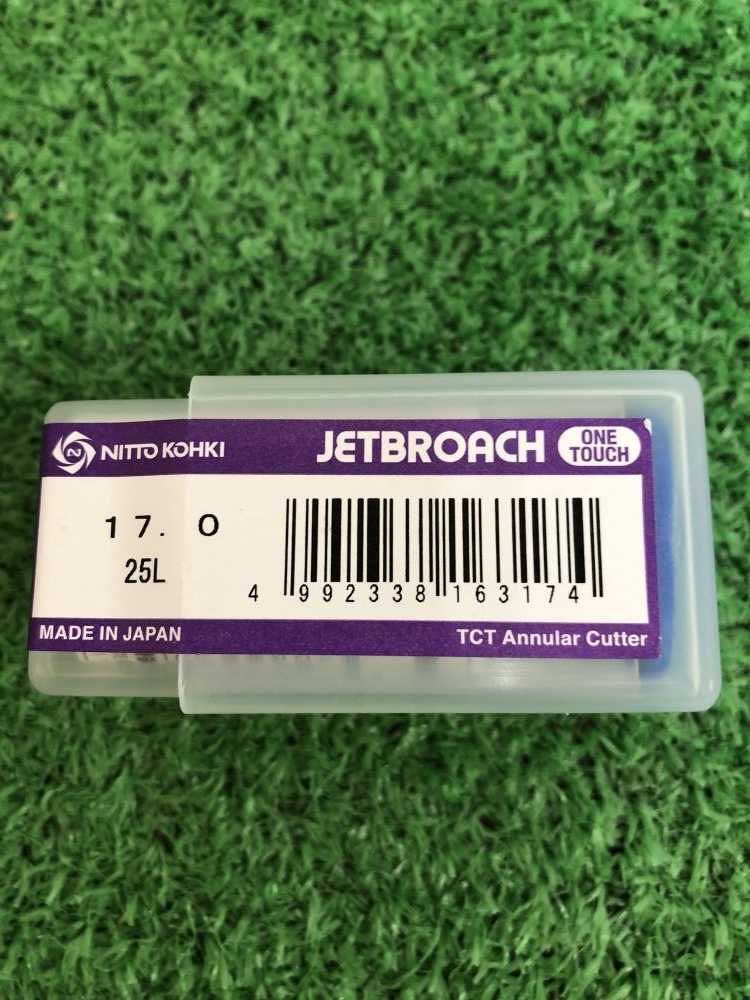 NITTO KOHKI
JETBROACH
ONE
TOUCH
17.0
25L
4 992338 163174
MADE IN JAPAN
TCT Annular Cutter